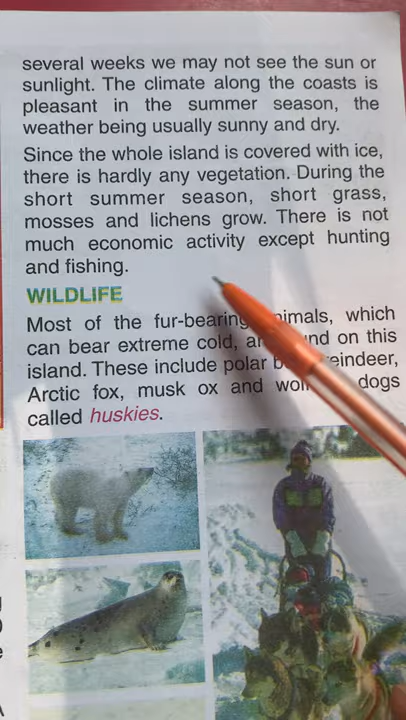 several weeks we may not see the sun or
sunlight. The climate along the coasts is
pleasant in the summer season, the
weather being usually sunny and dry.
Since the whole island is covered with ice,
there is hardly any vegetation. During the
short summer season, short grass,
mosses and lichens grow. There is not
much economic activity except hunting
and fishing.
WILDLIFE
Most of the fur-bearing nimals, which
can bear extreme cold, ar nd on this
island. These include polar b eindeer,
Arctic fox, musk ox and wol dogs
called huskies.